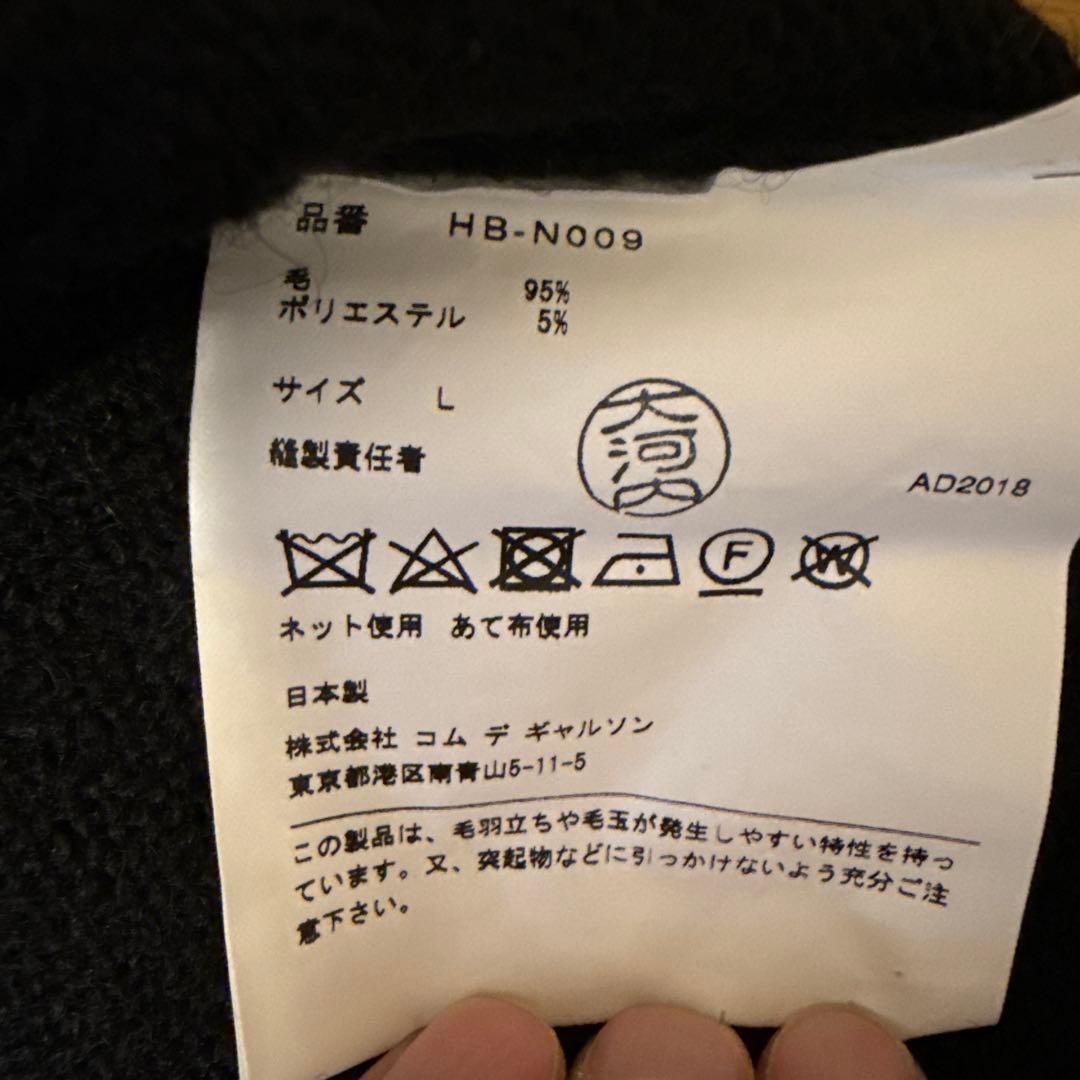 品番 HB-N009
毛 95%
ポリエステル 5%
サイズ L
縫製責任者
大河内
AD2018
F W
ネット使用 あて布使用
日本製
株式会社 コム デ ギャルソン
東京都港区南青山5-11-5
この製品は、毛羽立ちや毛玉が発生しやすい特性を持っ
ています。又、突起物などに引っかけないよう充分ご注
意下さい。